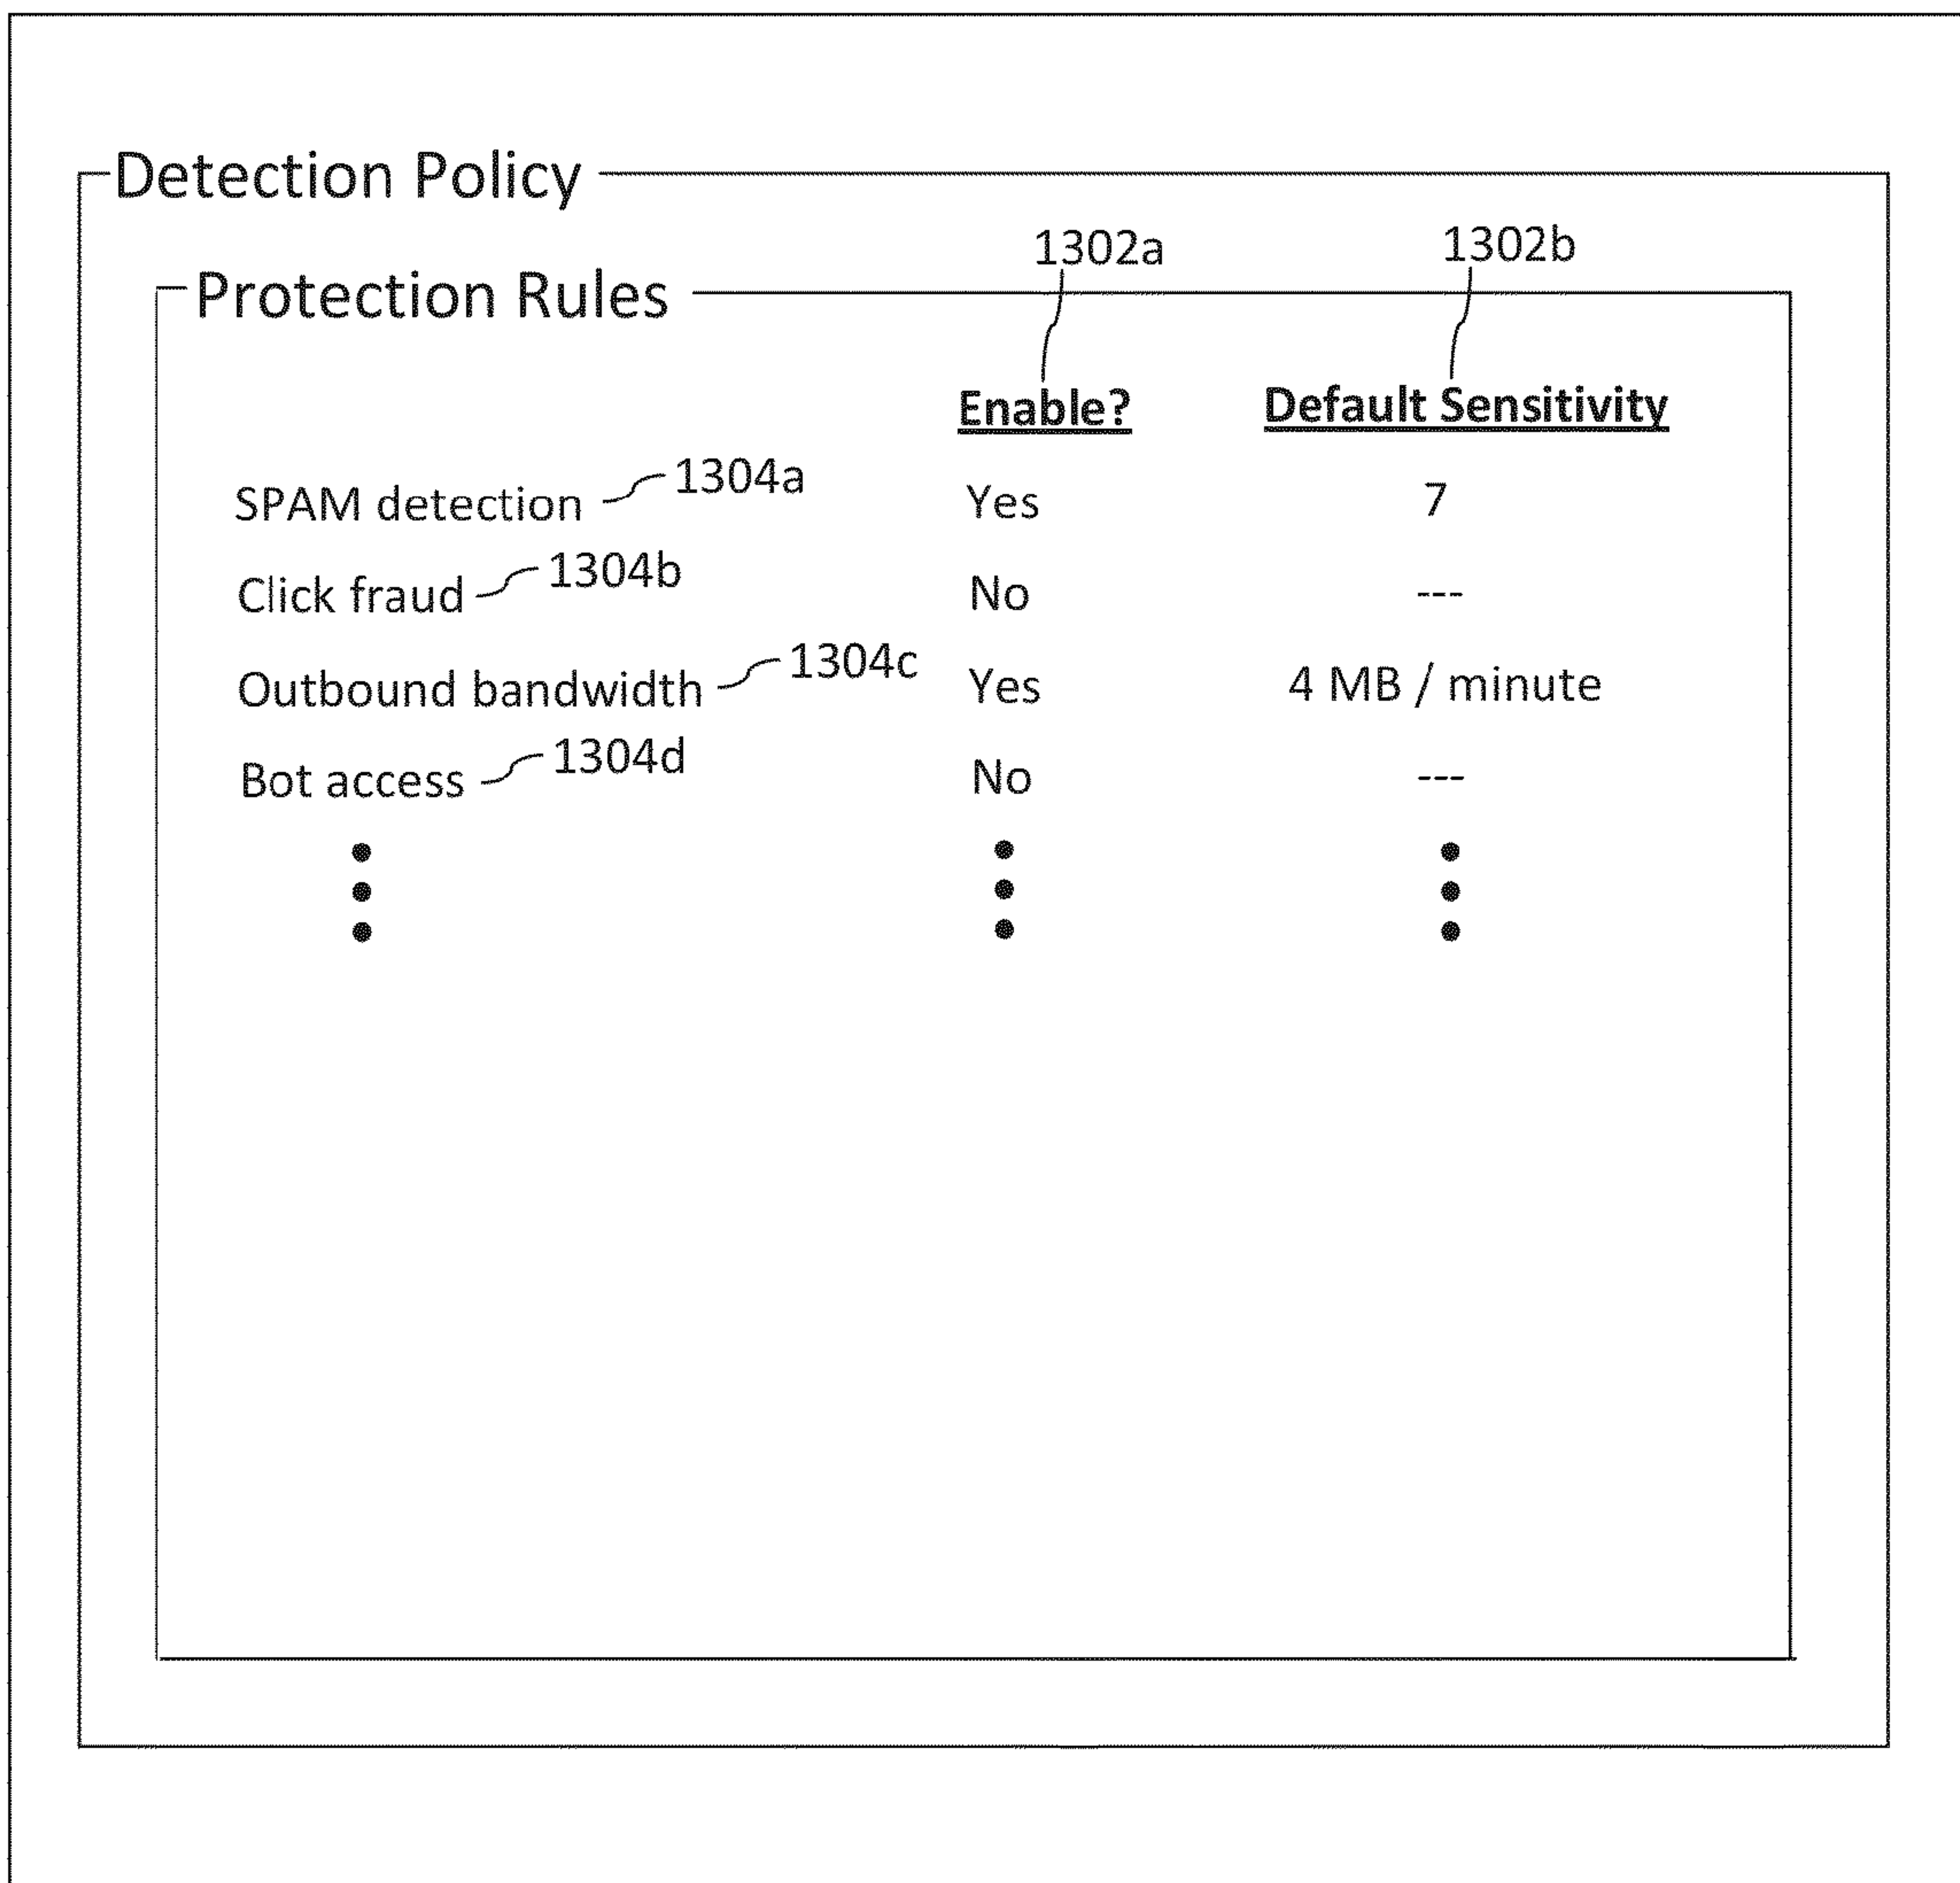 Detection Policy
1302a 1302b
Protection Rules
Enable? Default Sensitivity
SPAM detection 1304a Yes 7
Click fraud 1304b No ---
Outbound bandwidth 1304c Yes 4 MB / minute
Bot access 1304d No ---